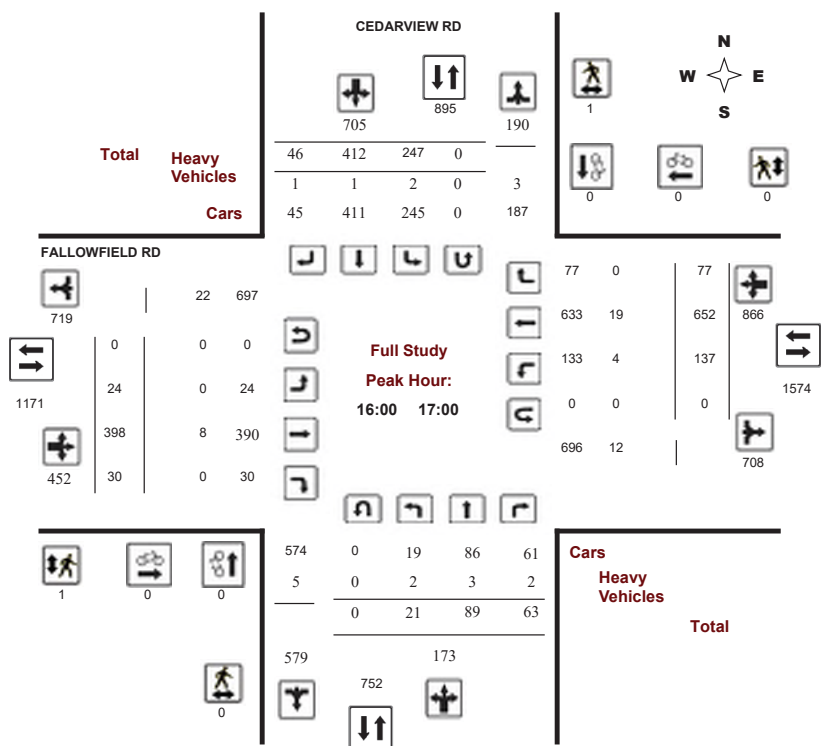 CEDARVIEW RD
N
W E
S
705
895
190
1
Total
Heavy
Vehicles
Cars
46 412 247 0
1 1 2 0 3
45 411 245 0 187
0 0 0
FALLOWFIELD RD
719
22 697
1171
0 0 0
24 0 24
398 8 390
452
30 0 30
Full Study
Peak Hour:
16:00 17:00
77 0 77
633 19 652 866
133 4 137
0 0 0
696 12
708
1574
1 0 0
0
574 0 19 86 61
5 0 2 3 2
0 21 89 63
579 173
752
Cars
Heavy
Vehicles
Total